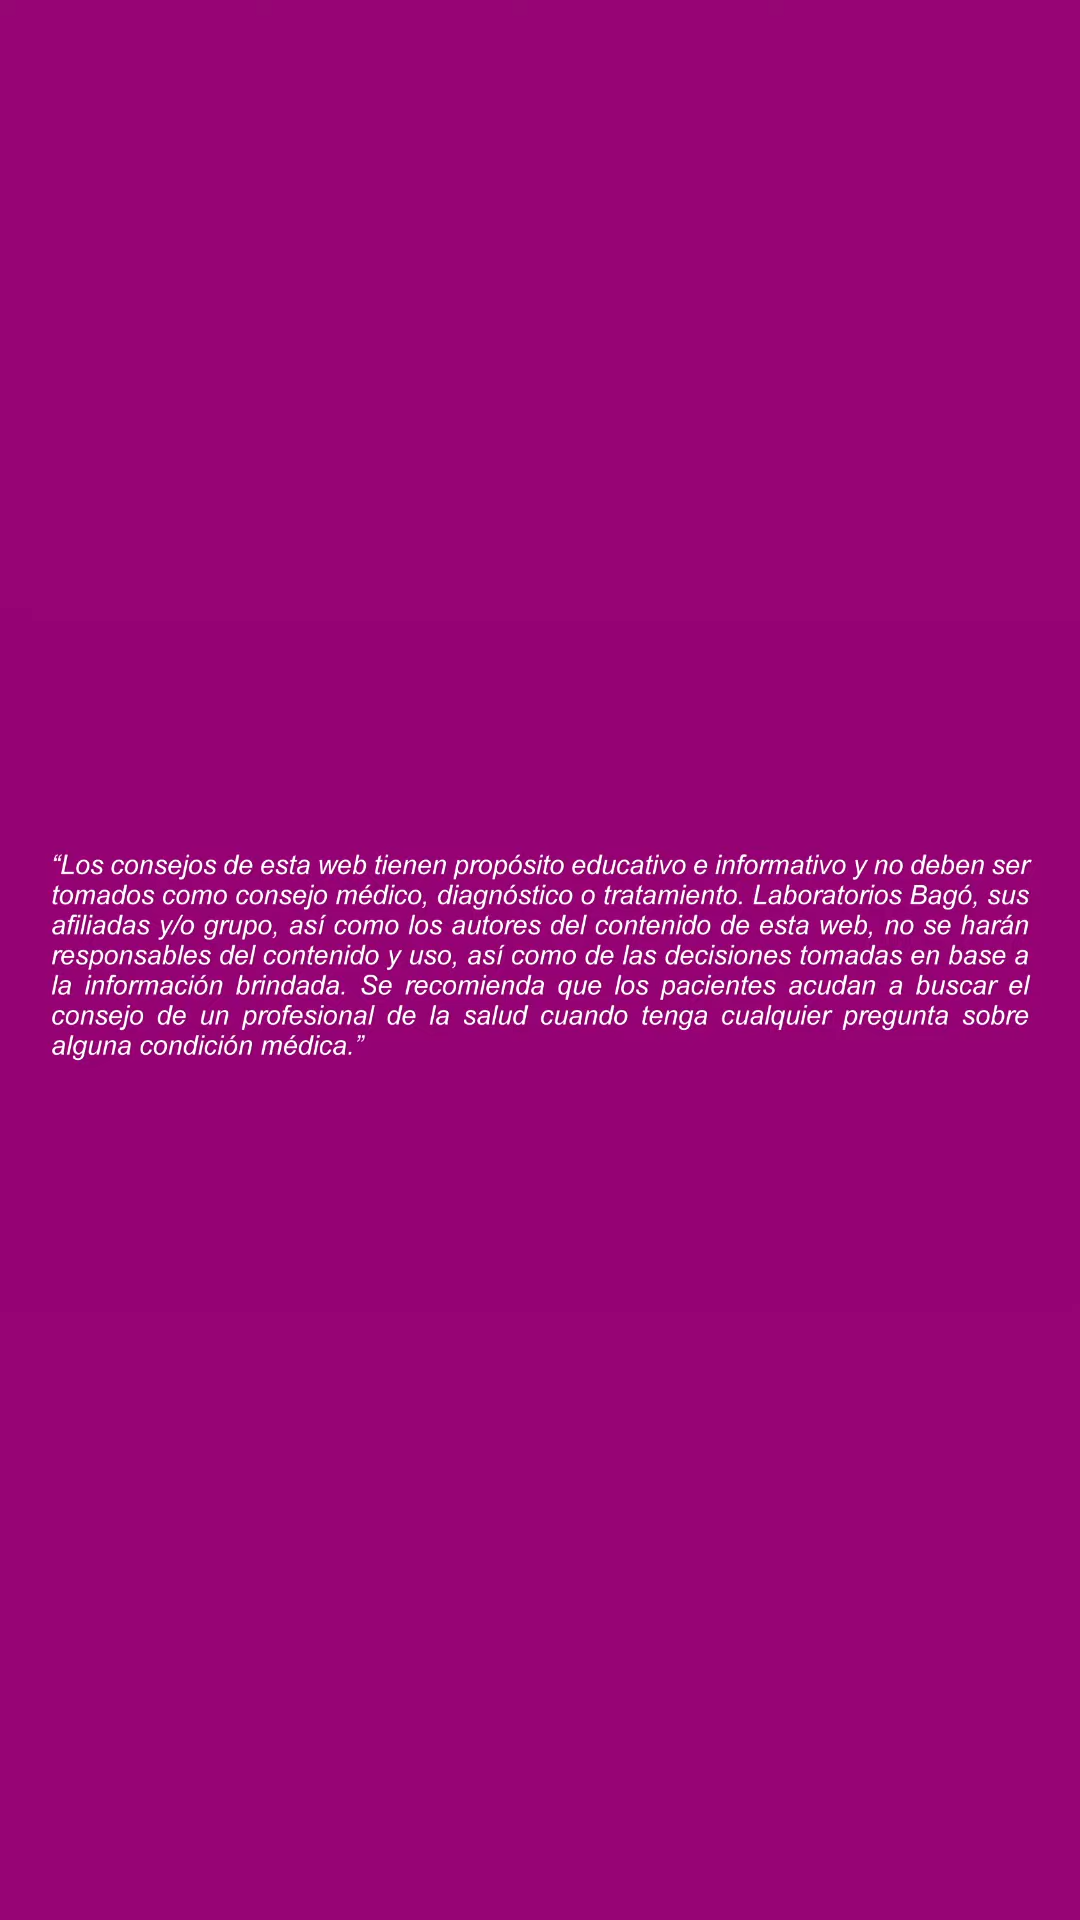 “Los consejos de esta web tienen propósito educativo e informativo y no deben ser
tomados como consejo médico, diagnóstico o tratamiento. Laboratorios Bagó, sus
afiliadas y/o grupo, así como los autores del contenido de esta web, no se harán
responsables del contenido y uso, así como de las decisiones tomadas en base a
la información brindada. Se recomienda que los pacientes acudan a buscar el
consejo de un profesional de la salud cuando tenga cualquier pregunta sobre
alguna condición médica.”